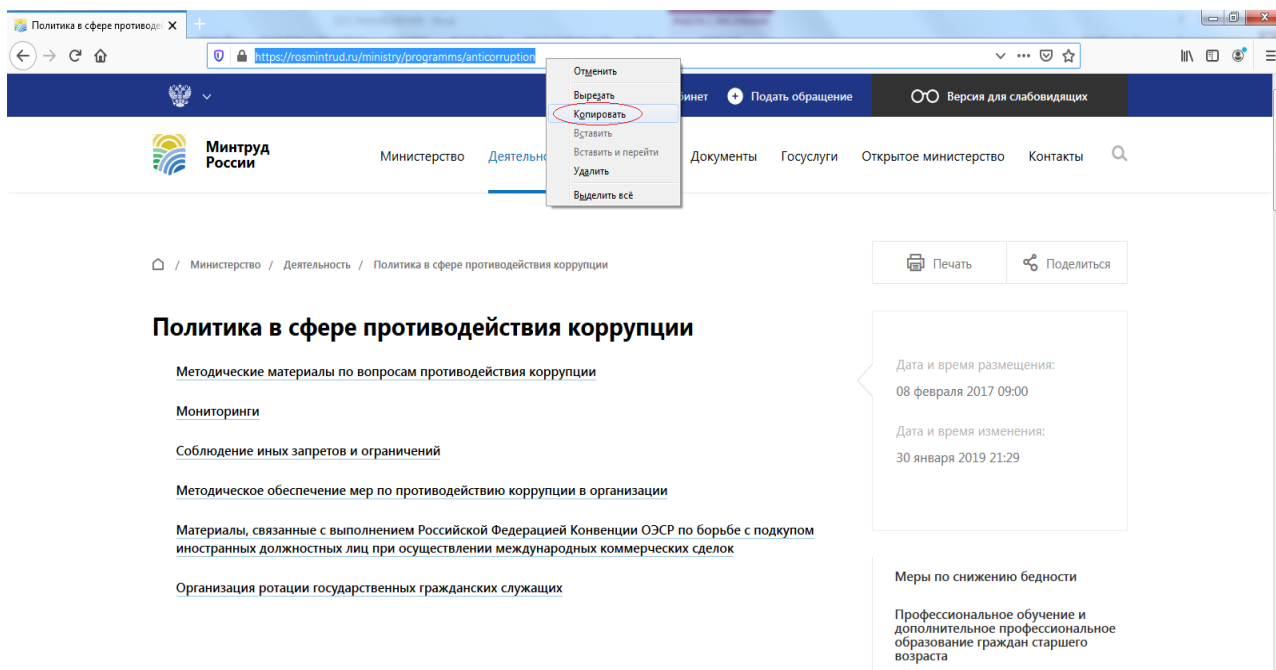 Политика в сфере противодей
https://rosmintrud.ru/ministry/programms/anticorruption
Отменить
Вырезать
Копировать
Вставить
Вставить и перейти
Удалить
Выделить всё
Подать обращение
Версия для слабовидящих
Минтруд
России
Министерство
Документы
Госуслуги
Открытое министерство
Контакты
/ Министерство / Деятельность / Политика в сфере противодействия коррупции
Печать
Поделиться
Политика в сфере противодействия коррупции
Методические материалы по вопросам противодействия коррупции
Мониторинги
Соблюдение иных запретов и ограничений
Методическое обеспечение мер по противодействию коррупции в организации
Материалы, связанные с выполнением Российской Федерацией Конвенции ОЭСР по борьбе с подкупом
иностранных должностных лиц при осуществлении международных коммерческих сделок
Организация ротации государственных гражданских служащих
Дата и время размещения:
08 февраля 2017 09:00
Дата и время изменения:
30 января 2019 21:29
Меры по снижению бедности
Профессиональное обучение и
дополнительное профессиональное
образование граждан старшего
возраста